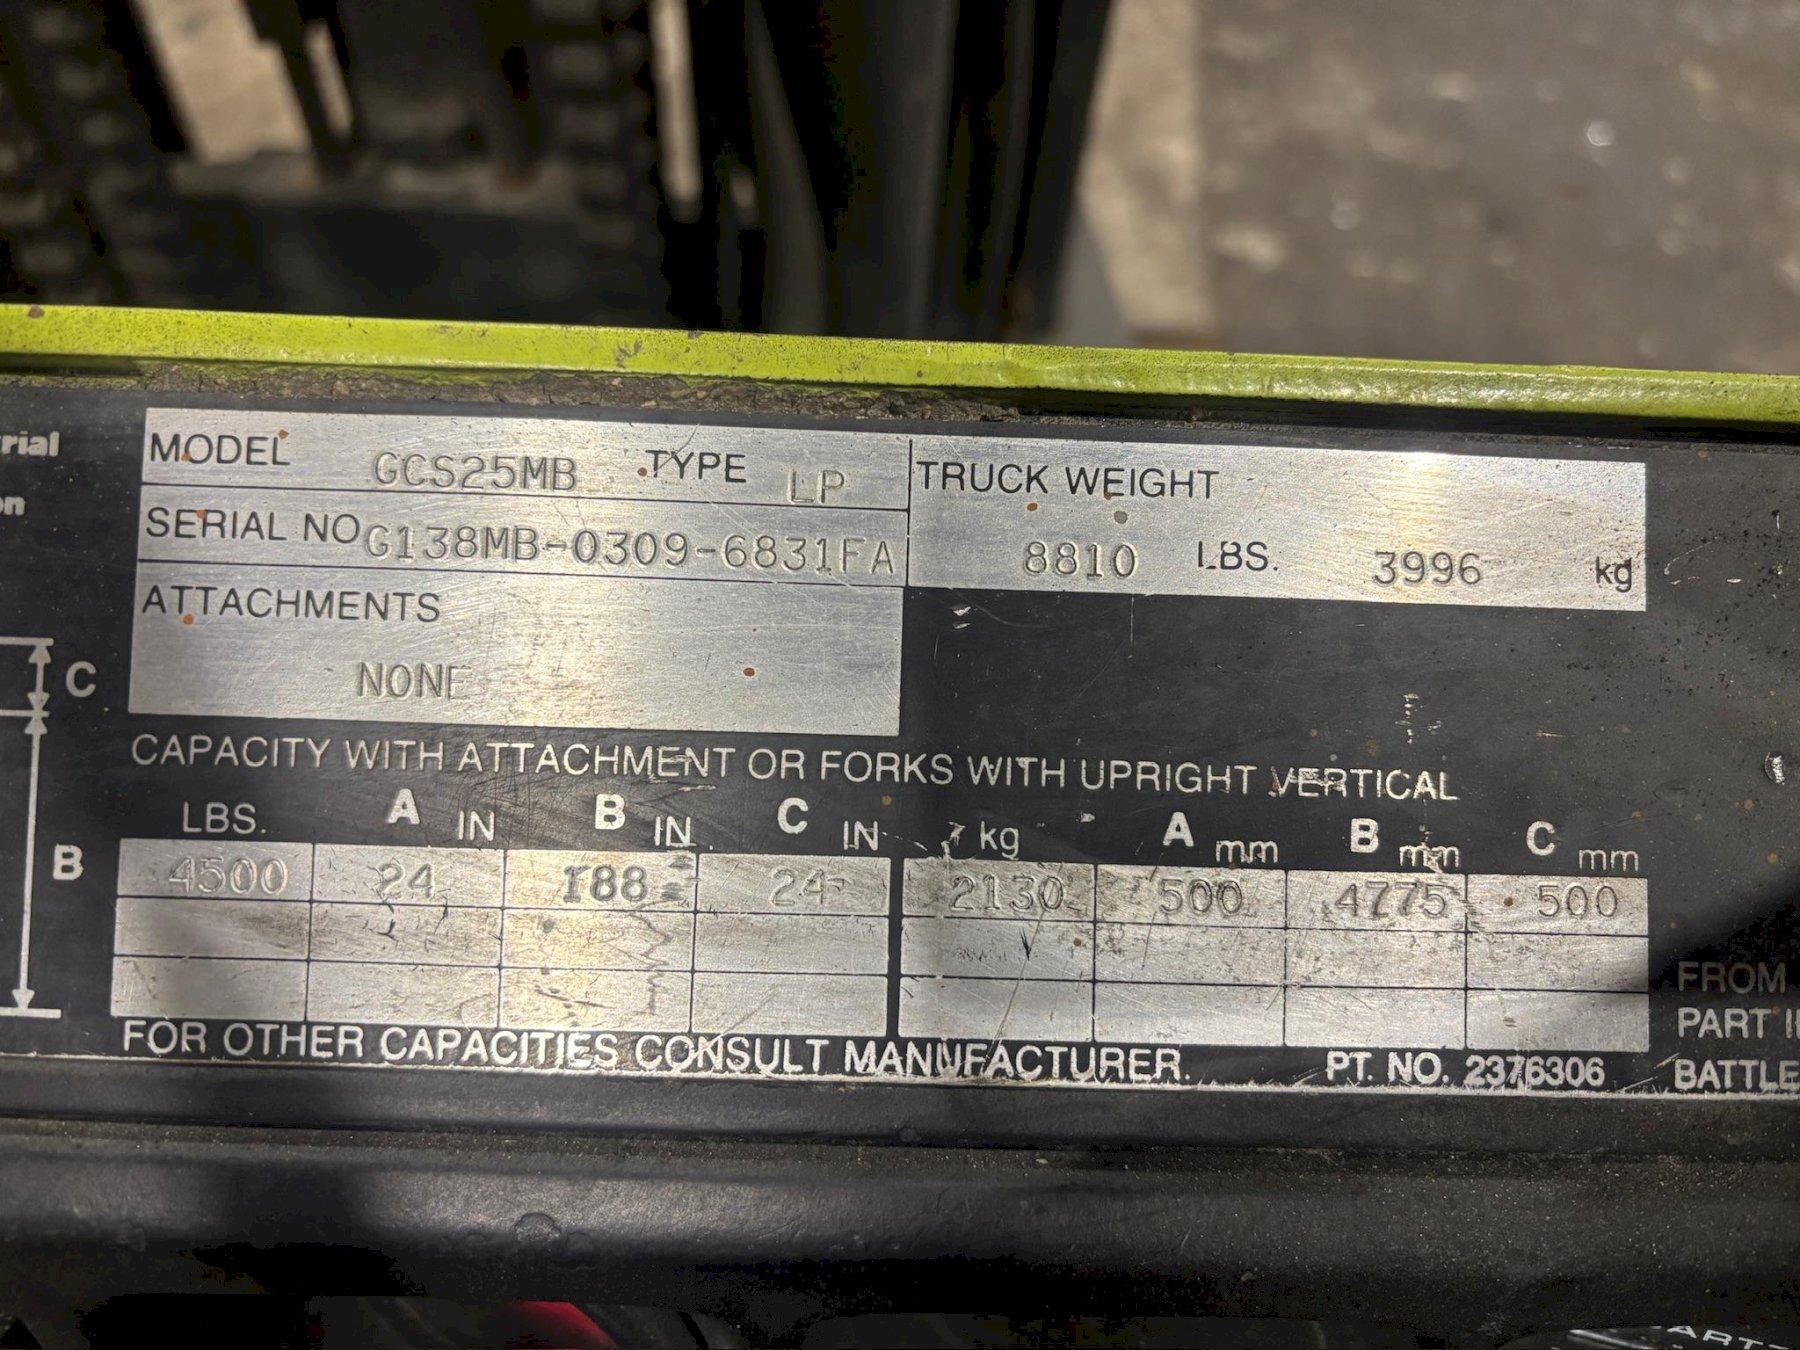 rial
on
MODEL GCS25MB TYPE LP
SERIAL NO G138MB-0309-6831FA
ATTACHMENTS
NONE
TRUCK WEIGHT
8810 LBS. 3996 kg
C
B
CAPACITY WITH ATTACHMENT OR FORKS WITH UPRIGHT VERTICAL
LBS. A IN B IN. C IN kg A mm B mm C mm
4500 24 188 24 2130 500 4775 500
FOR OTHER CAPACITIES CONSULT MANUFACTURER. PT. NO. 2376306
FROM
PART I
BATTLE
ART